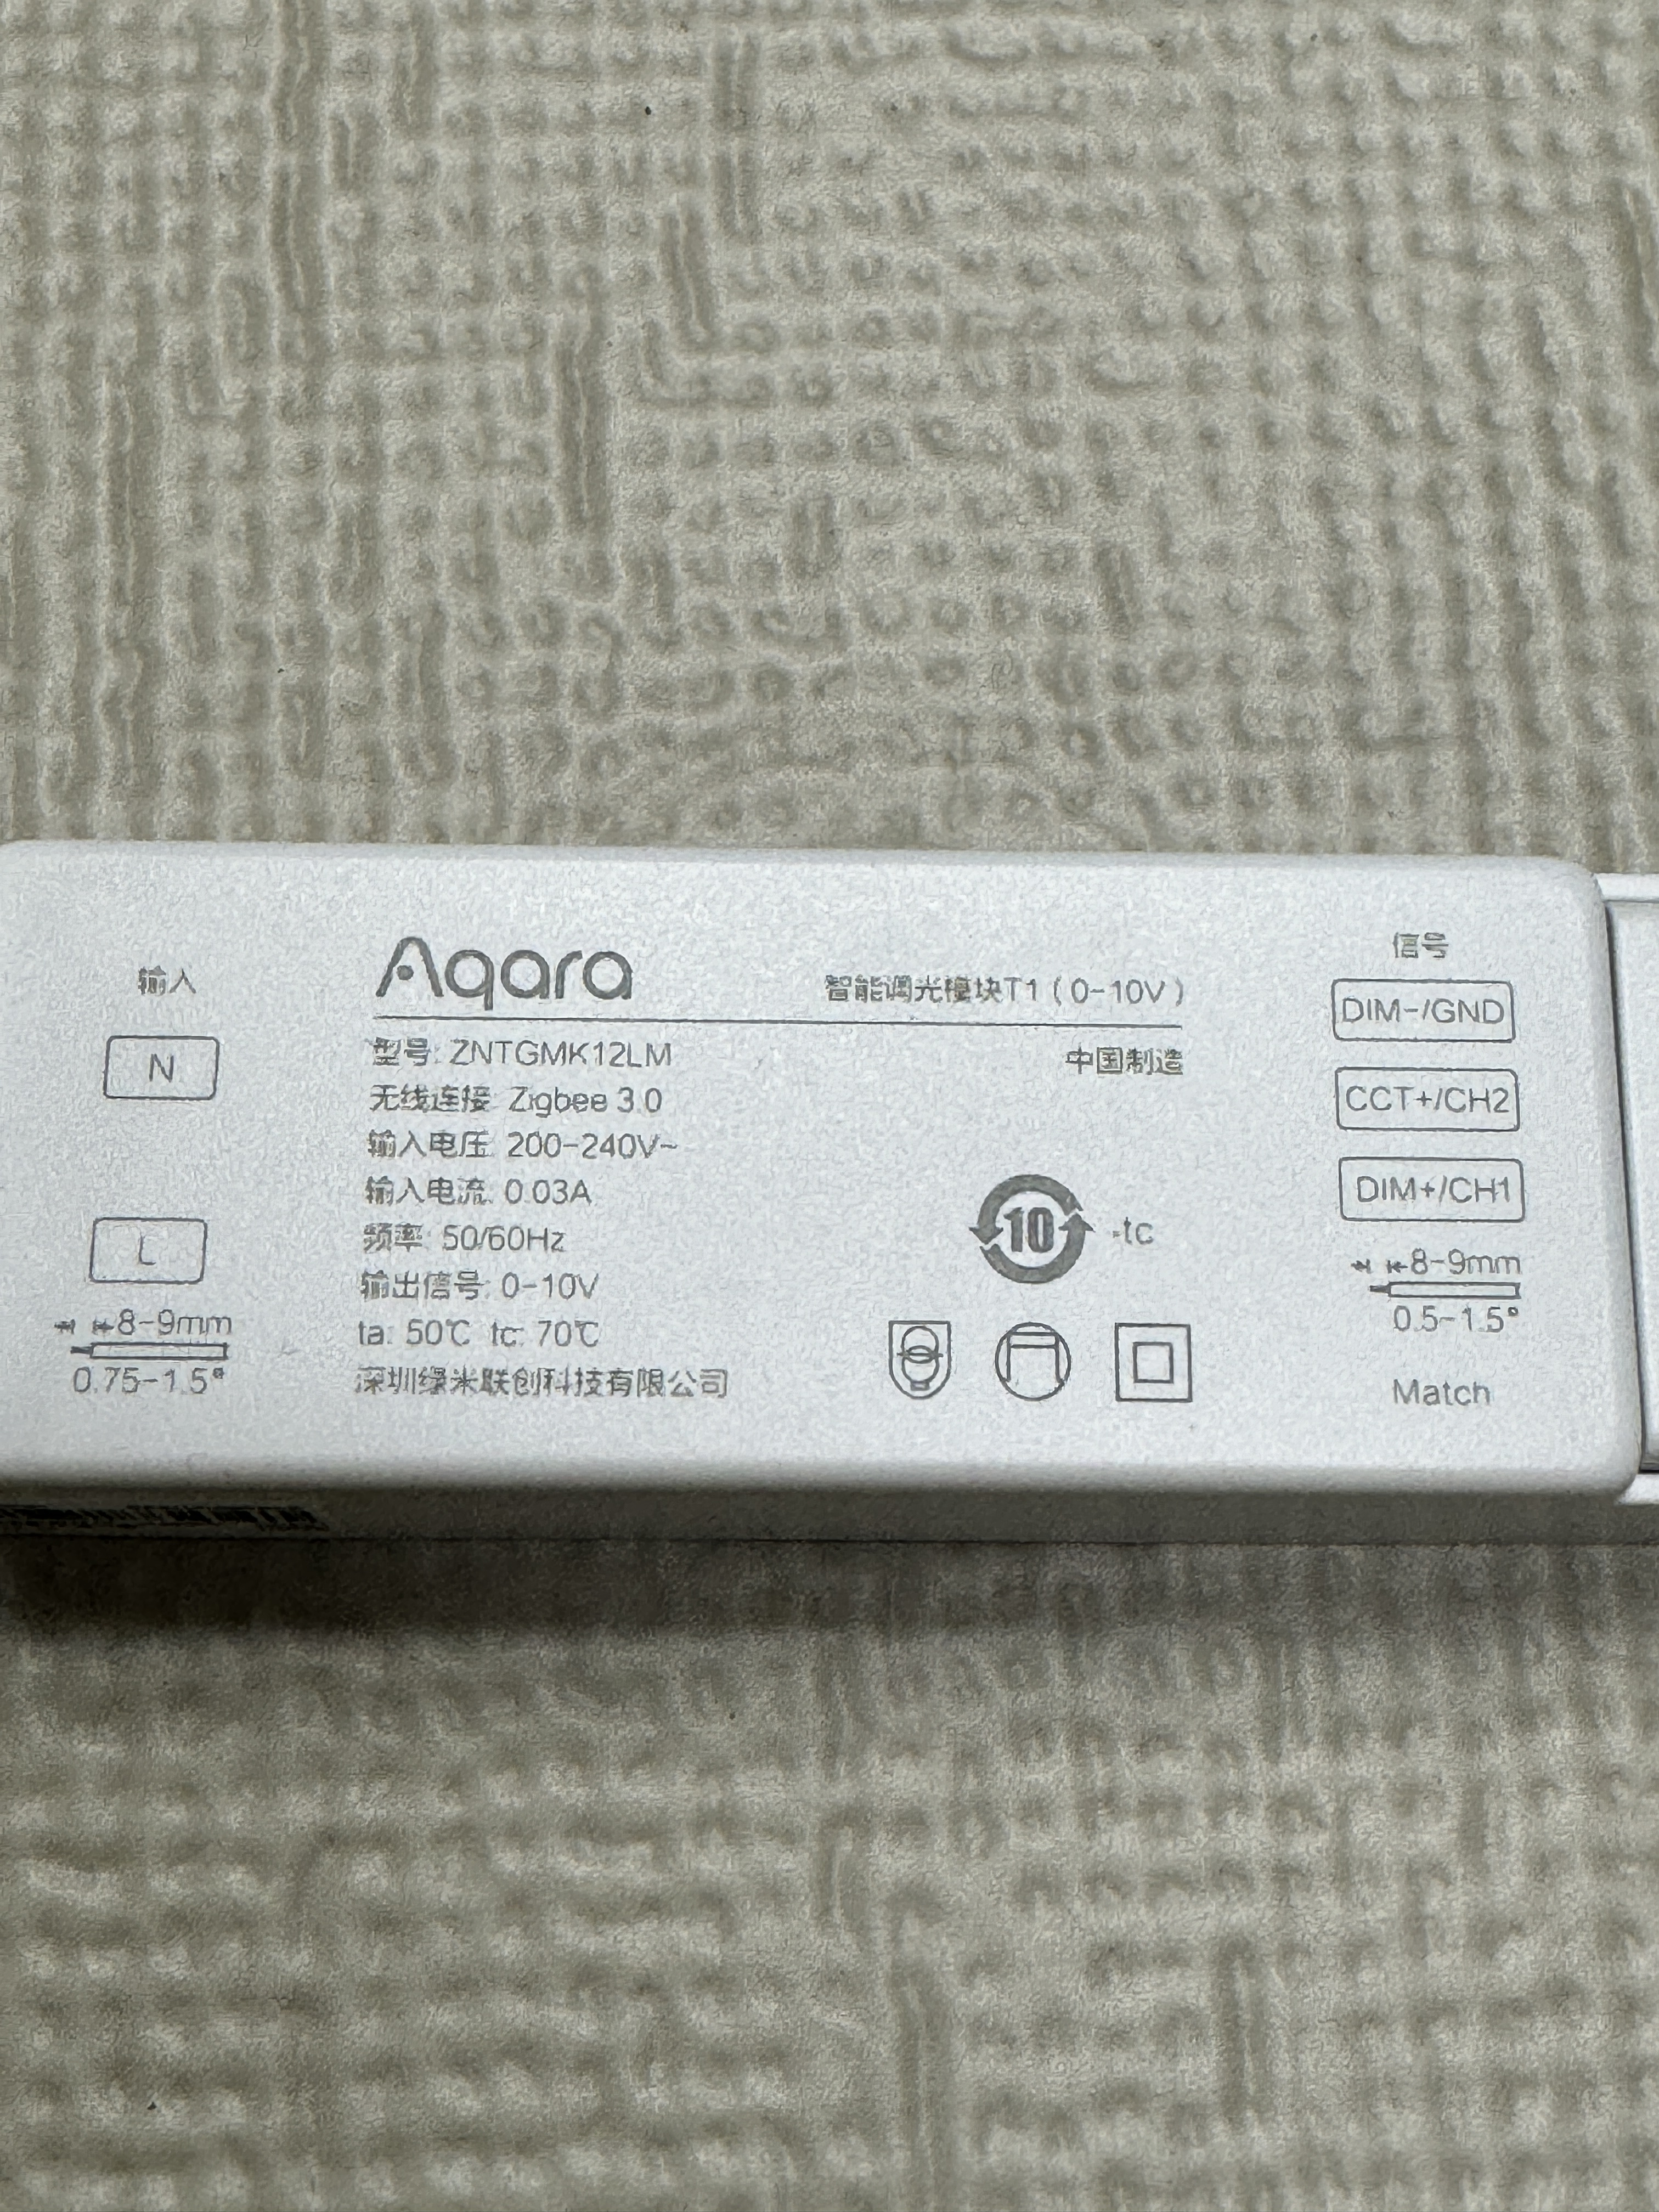 输入
N
L
8-9mm
0.75-1.5²
Aqara
智能调光模块T1（0-10V）
型号: ZNTGMK12LM
中国制造
无线连接: Zigbee 3.0
输入电压: 200-240V~
输入电流: 0.03A
频率: 50/60Hz
输出信号: 0-10V
ta: 50℃ tc: 70℃
深圳绿米联创科技有限公司
10
·tc
信号
DIM-/GND
CCT+/CH2
DIM+/CH1
8-9mm
0.5-1.5²
Match